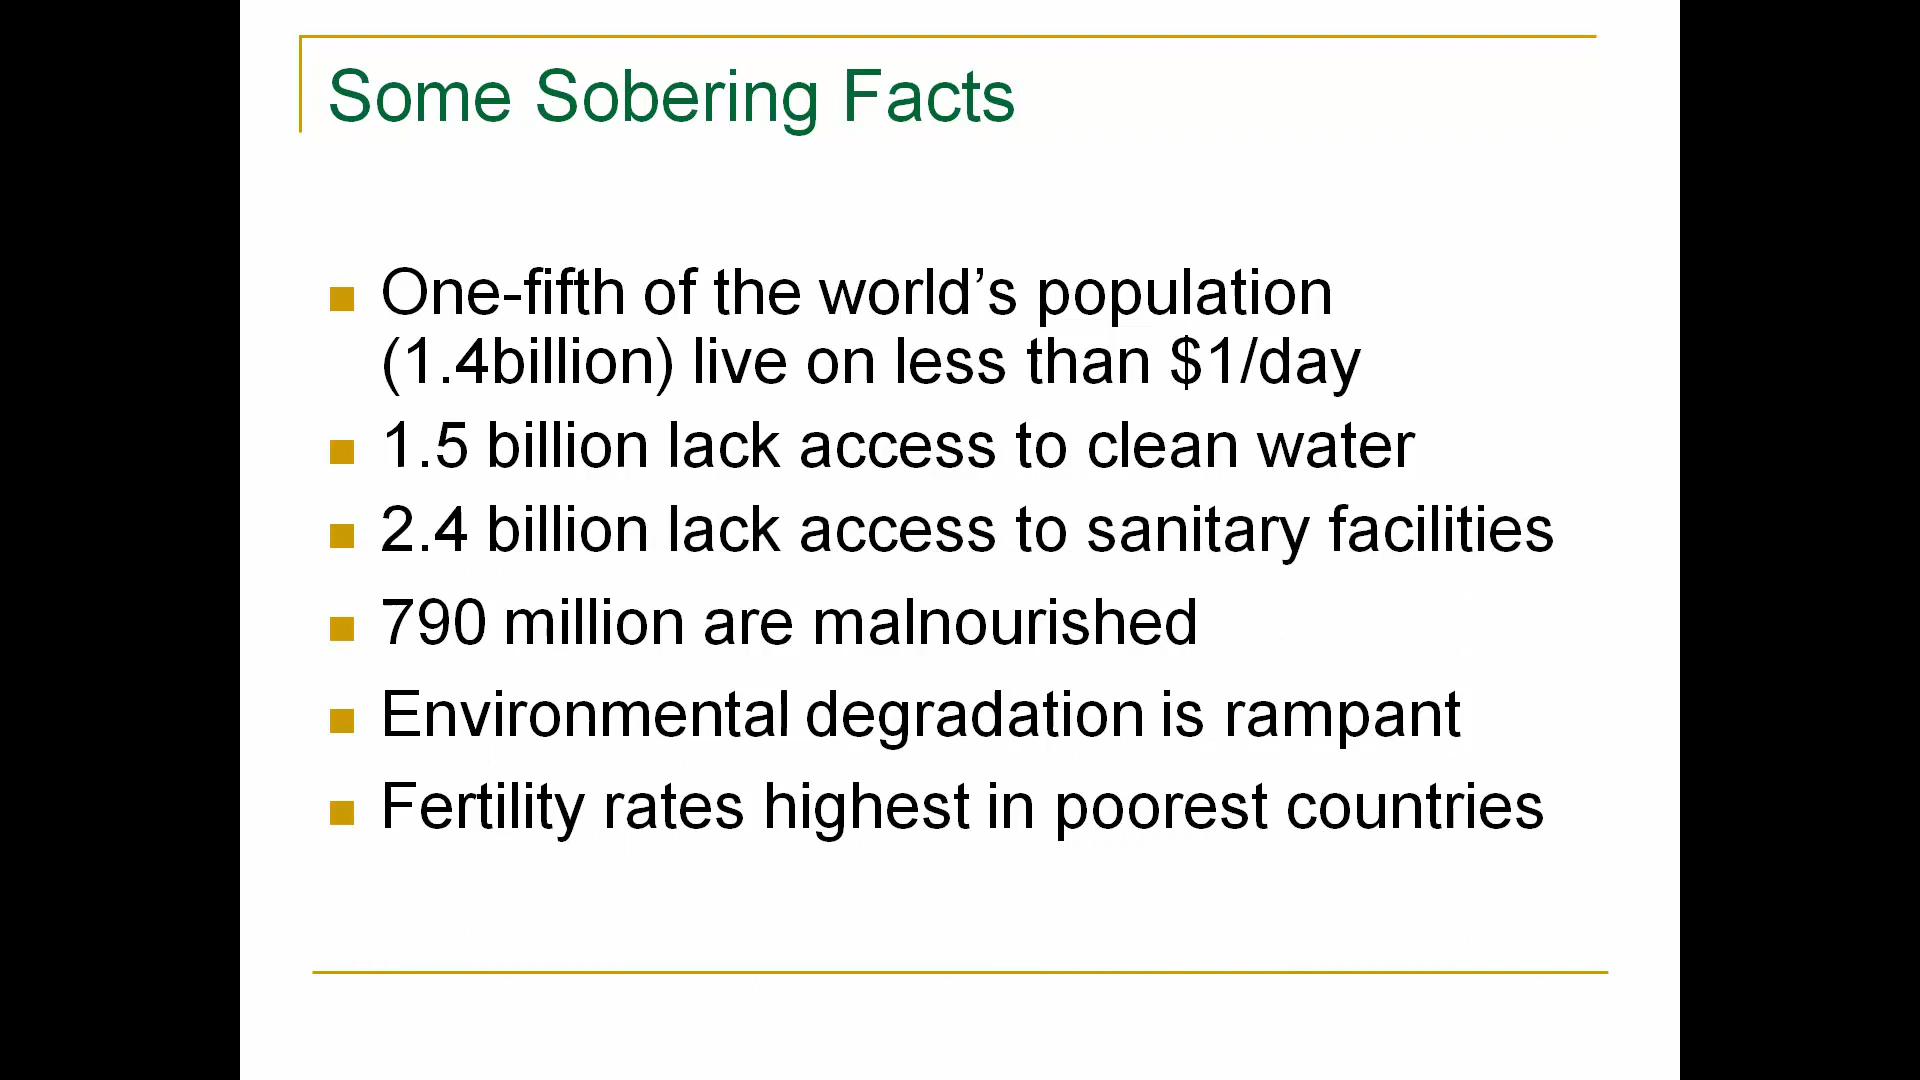 Some Sobering Facts
One-fifth of the world’s population
(1.4billion) live on less than $1/day
1.5 billion lack access to clean water
2.4 billion lack access to sanitary facilities
790 million are malnourished
Environmental degradation is rampant
Fertility rates highest in poorest countries